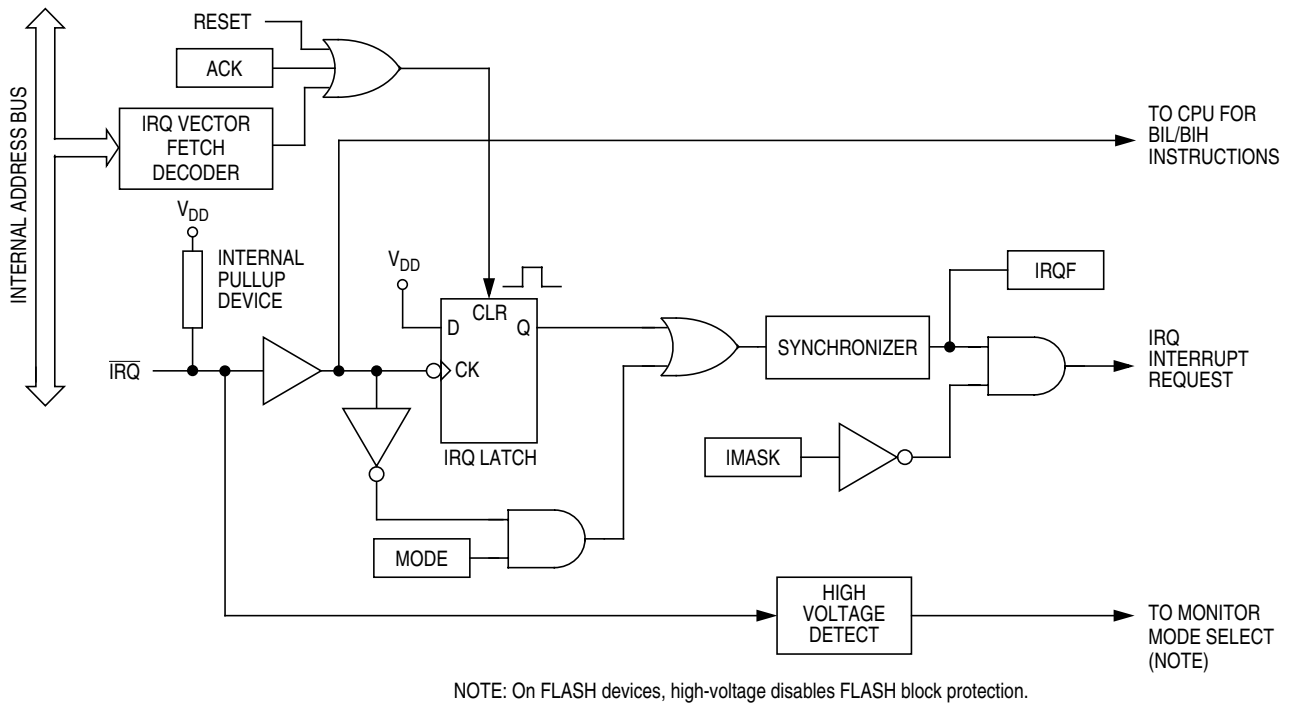 RESET
ACK
INTERNAL ADDRESS BUS
IRQ VECTOR
FETCH
DECODER
TO CPU FOR
BIL/BIH
INSTRUCTIONS
VDD
INTERNAL
PULLUP
DEVICE
VDD
CLR
D
Q
CK
IRQ LATCH
IRQ
SYNCHRONIZER
IRQF
IRQ
INTERRUPT
REQUEST
IMASK
MODE
HIGH
VOLTAGE
DETECT
TO MONITOR
MODE SELECT
(NOTE)
NOTE: On FLASH devices, high-voltage disables FLASH block protection.